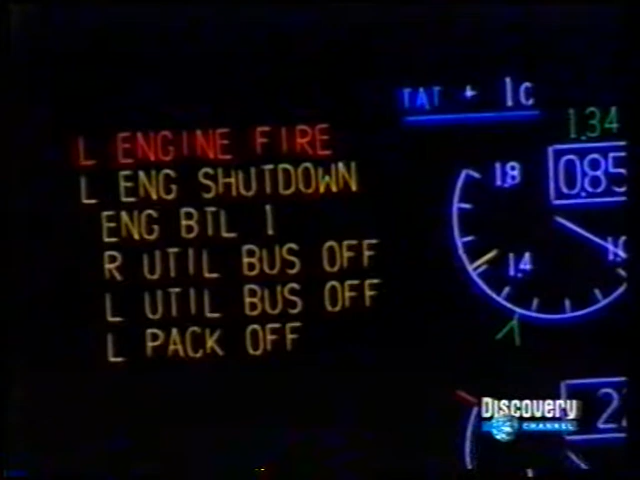 TAT + 1C
L ENGINE FIRE
L ENG SHUTDOWN
ENG BTL 1
R UTIL BUS OFF
L UTIL BUS OFF
L PACK OFF
1.34
0.85
1.8
1.4
Discovery
CHANNEL